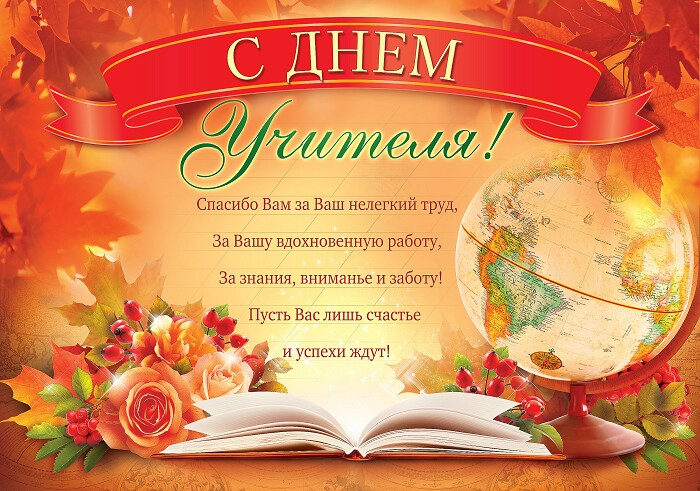 С ДНЕМ
Учителя!
Спасибо Вам за Ваш нелегкий труд,
За Вашу вдохновенную работу,
За знания, вниманье и заботу!
Пусть Вас лишь счастье
и успехи ждут!